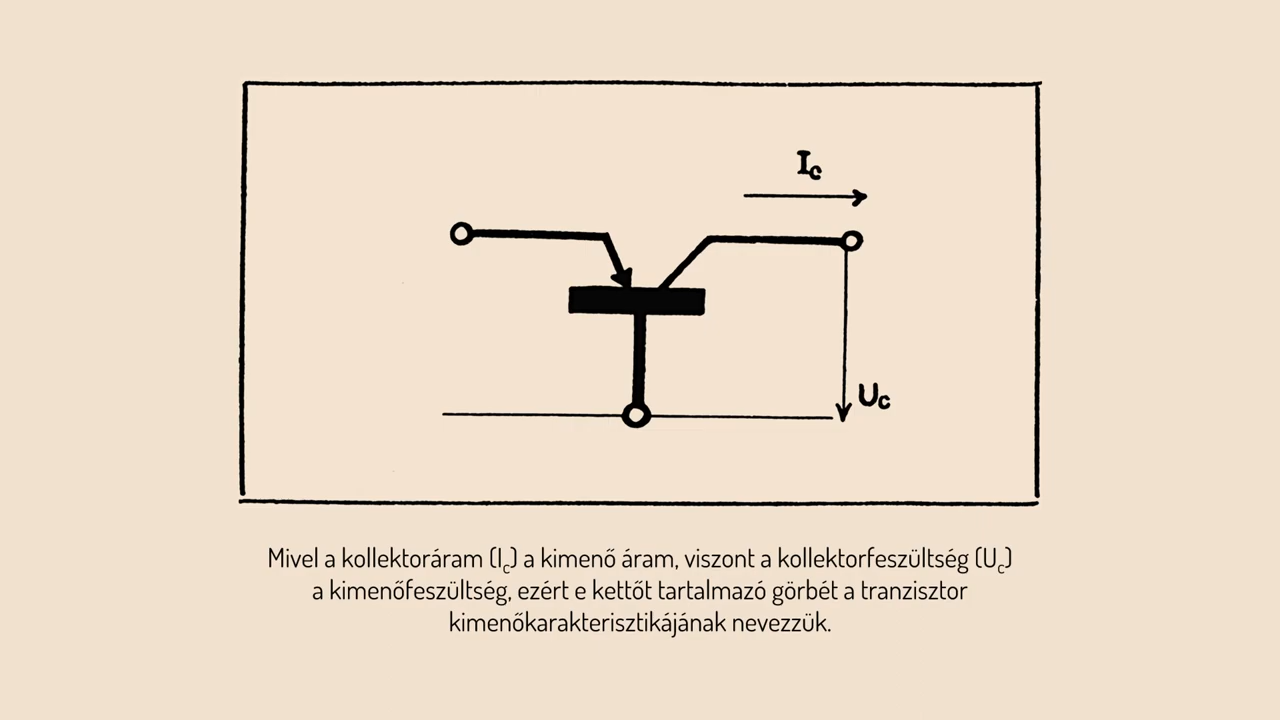 Ic
Uc
Mivel a kollektoráram (Ic) a kimenő áram, viszont a kollektorfeszültség (Uc)
a kimenőfeszültség, ezért e kettőt tartalmazó görbét a tranzisztor
kimenőkarakterisztikájának nevezzük.